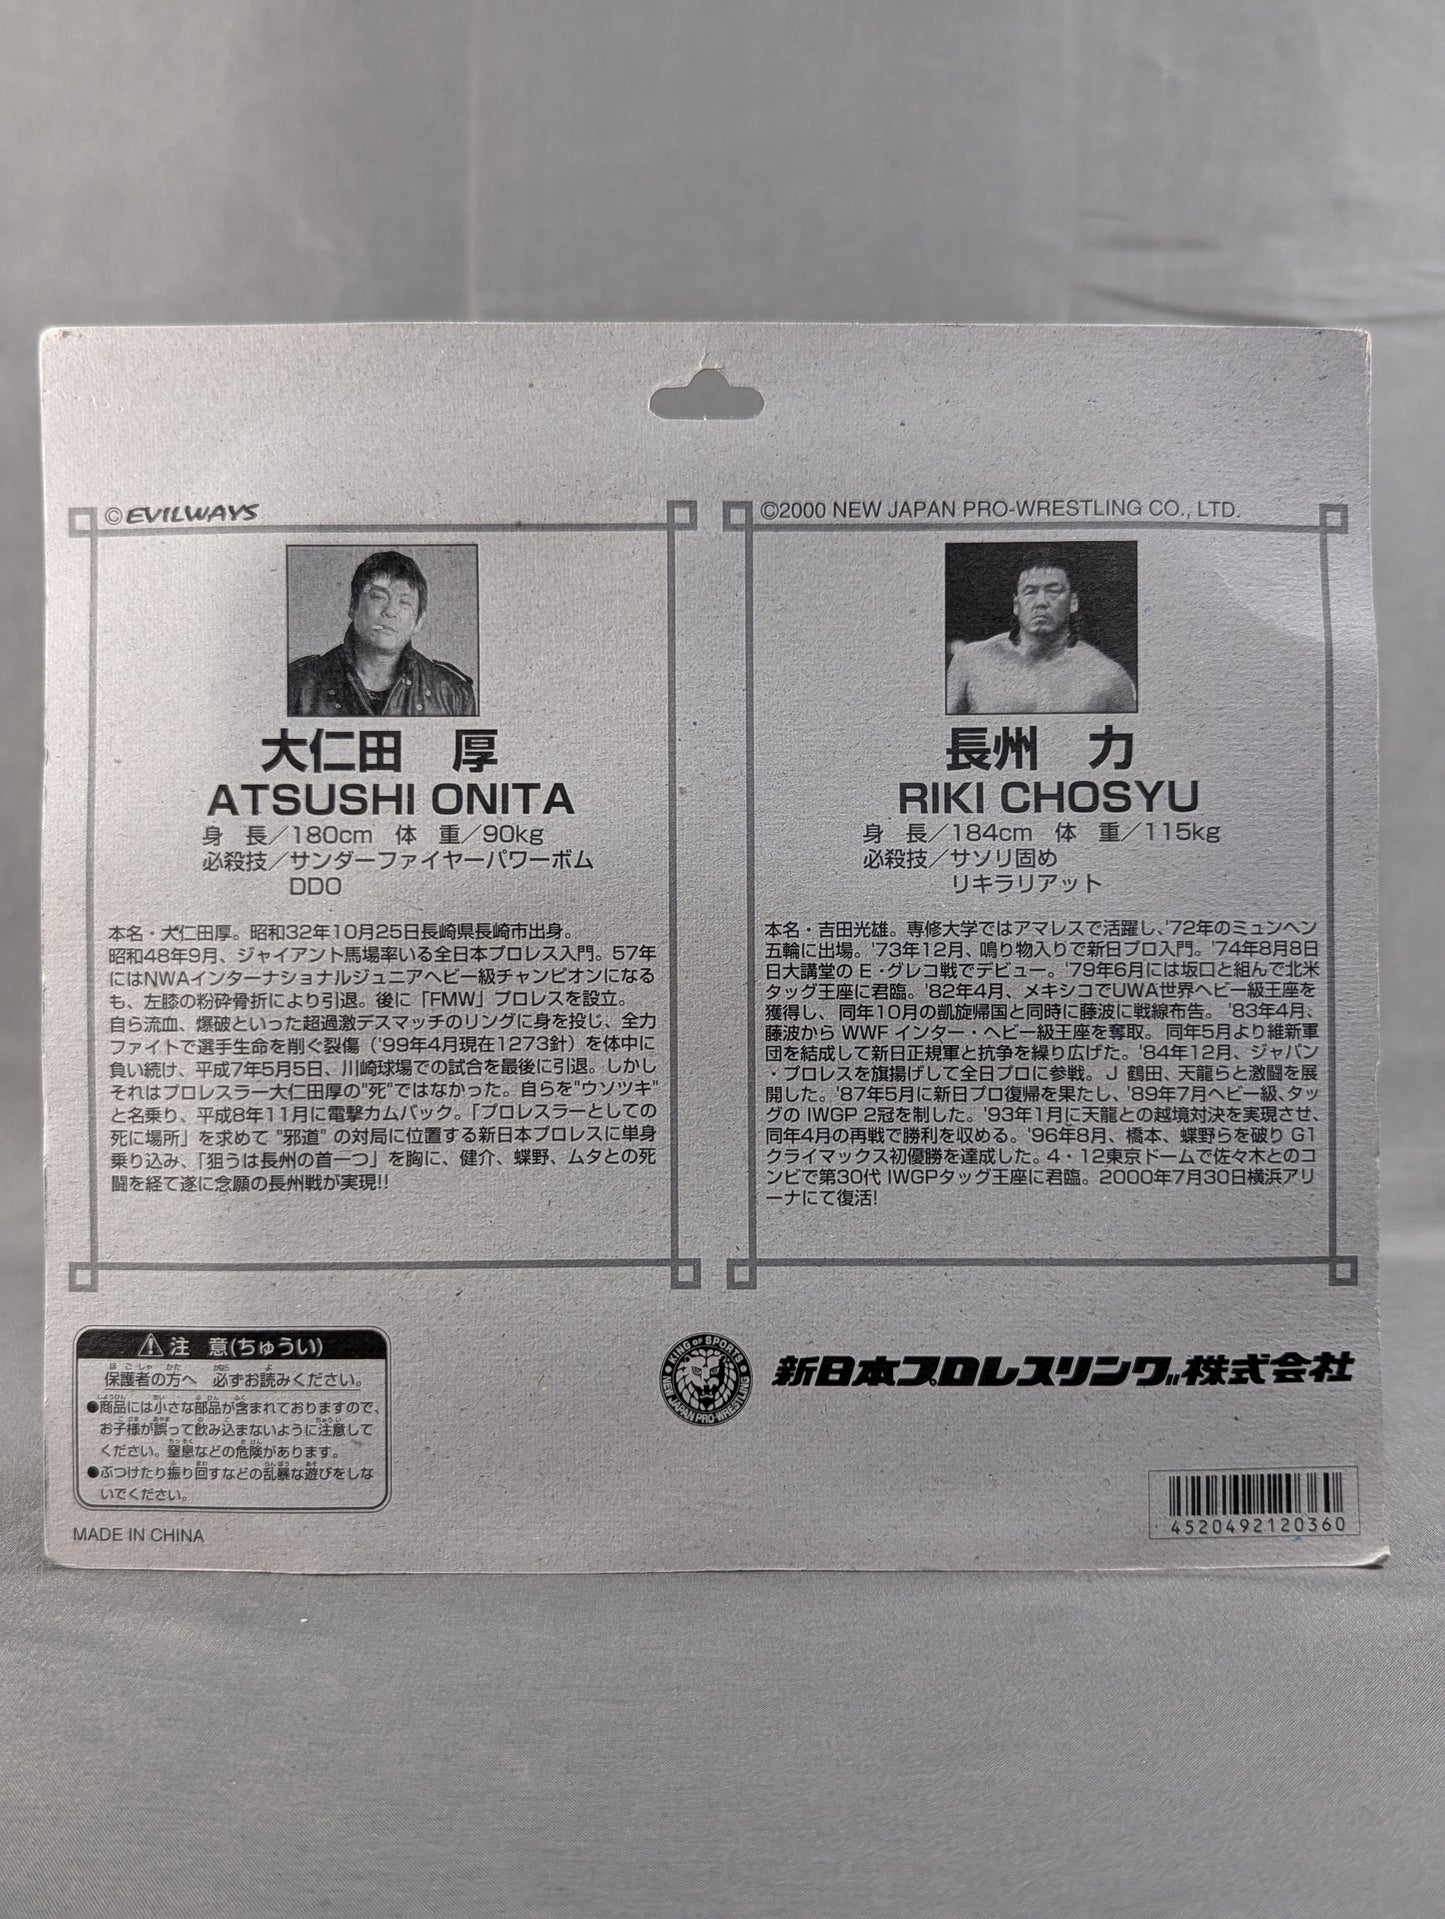 ©EVILWAYS
大仁田　厚
ATSUSHI ONITA
身　長／180cm　体　重／90kg
必殺技／サンダーファイヤーパワーボム
DDO
本名・大仁田厚。昭和32年10月25日長崎県長崎市出身。
昭和48年9月、ジャイアント馬場率いる全日本プロレス入門。57年
にはNWAインターナショナルジュニアヘビー級チャンピオンになる
も、左膝の粉砕骨折により引退。後に「FMW」プロレスを設立。
自ら流血、爆破といった超過激デスマッチのリングに身を投じ、全力
ファイトで選手生命を削ぐ裂傷（'99年4月現在1273針）を体中に
負い続け、平成7年5月5日、川崎球場での試合を最後に引退。しかし
それはプロレスラー大仁田厚の"死"ではなかった。自らを"ウソツキ"
と名乗り、平成8年11月に電撃カムバック。「プロレスラーとしての
死に場所」を求めて "邪道" の対局に位置する新日本プロレスに単身
乗り込み、「狙うは長州の首一つ」を胸に、健介、蝶野、ムタとの死
闘を経て遂に念願の長州戦が実現!!
©2000 NEW JAPAN PRO-WRESTLING CO., LTD.
長州　力
RIKI CHOSYU
身　長／184cm　体　重／115kg
必殺技／サソリ固め
リキラリアット
本名・吉田光雄。専修大学ではアマレスで活躍し、'72年のミュンヘン
五輪に出場。'73年12月、鳴り物入りで新日プロ入門。'74年8月8日
日大講堂の E・グレコ戦でデビュー。'79年6月には坂口と組んで北米
タッグ王座に君臨。'82年4月、メキシコでUWA世界ヘビー級王座を
獲得し、同年10月の凱旋帰国と同時に藤波に戦線布告。'83年4月、
藤波から WWF インター・ヘビー級王座を奪取。同年5月より維新軍
団を結成して新日正規軍と抗争を繰り広げた。'84年12月、ジャパン
・プロレスを旗揚げして全日プロに参戦。J 鶴田、天龍らと激闘を展
開した。'87年5月に新日プロ復帰を果たし、'89年7月ヘビー級、タッ
グの IWGP 2冠を制した。'93年1月に天龍との越境対決を実現させ、
同年4月の再戦で勝利を収める。'96年8月、橋本、蝶野らを破り G1
クライマックス初優勝を達成した。4・12東京ドームで佐々木とのコ
ンビで第30代 IWGPタッグ王座に君臨。2000年7月30日横浜アリ
ーナにて復活!
注　意(ちゅうい)
保護者の方へ　必ずお読みください。
●商品には小さな部品が含まれておりますので、
お子様が誤って飲み込まないように注意して
ください。窒息などの危険があります。
●ぶつけたり振り回すなどの乱暴な遊びをしな
いでください。
MADE IN CHINA
KING OF SPORTS
NEW JAPAN PRO-WRESTLING
新日本プロレスリング株式会社
4520492120360